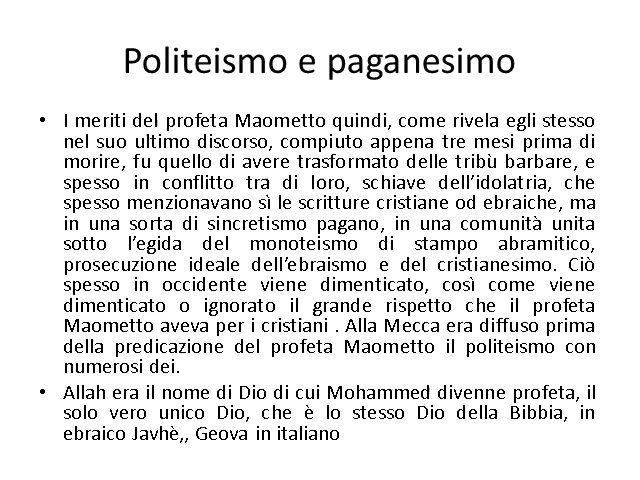 Politeismo e paganesimo
• I meriti del profeta Maometto quindi, come rivela egli stesso
nel suo ultimo discorso, compiuto appena tre mesi prima di
morire, fu quello di avere trasformato delle tribù barbare, e
spesso in conflitto tra di loro, schiave dell'idolatria, che
spesso menzionavano sì le scritture cristiane od ebraiche, ma
in una sorta di sincretismo pagano, in una comunità unita
sotto l'egida del monoteismo di stampo abramitico,
prosecuzione ideale dell'ebraismo e del cristianesimo. Ciò
spesso in occidente viene dimenticato, così come viene
dimenticato o ignorato il grande rispetto che il profeta
Maometto aveva per i cristiani . Alla Mecca era diffuso prima
della predicazione del profeta Maometto il politeismo con
numerosi dei.
• Allah era il nome di Dio di cui Mohammed divenne profeta, il
solo vero unico Dio, che è lo stesso Dio della Bibbia, in
ebraico Javhè,, Geova in italiano